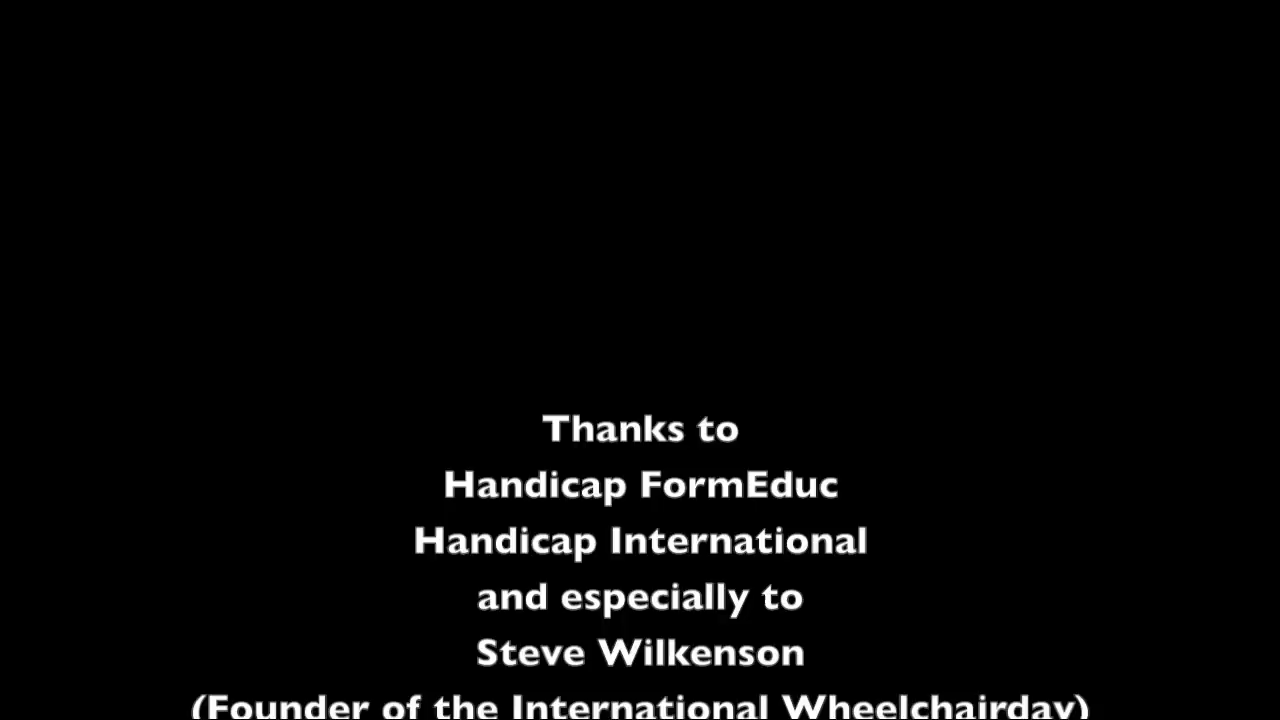 Thanks to
Handicap FormEduc
Handicap International
and especially to
Steve Wilkenson
(Founder of the International Wheelchairday)